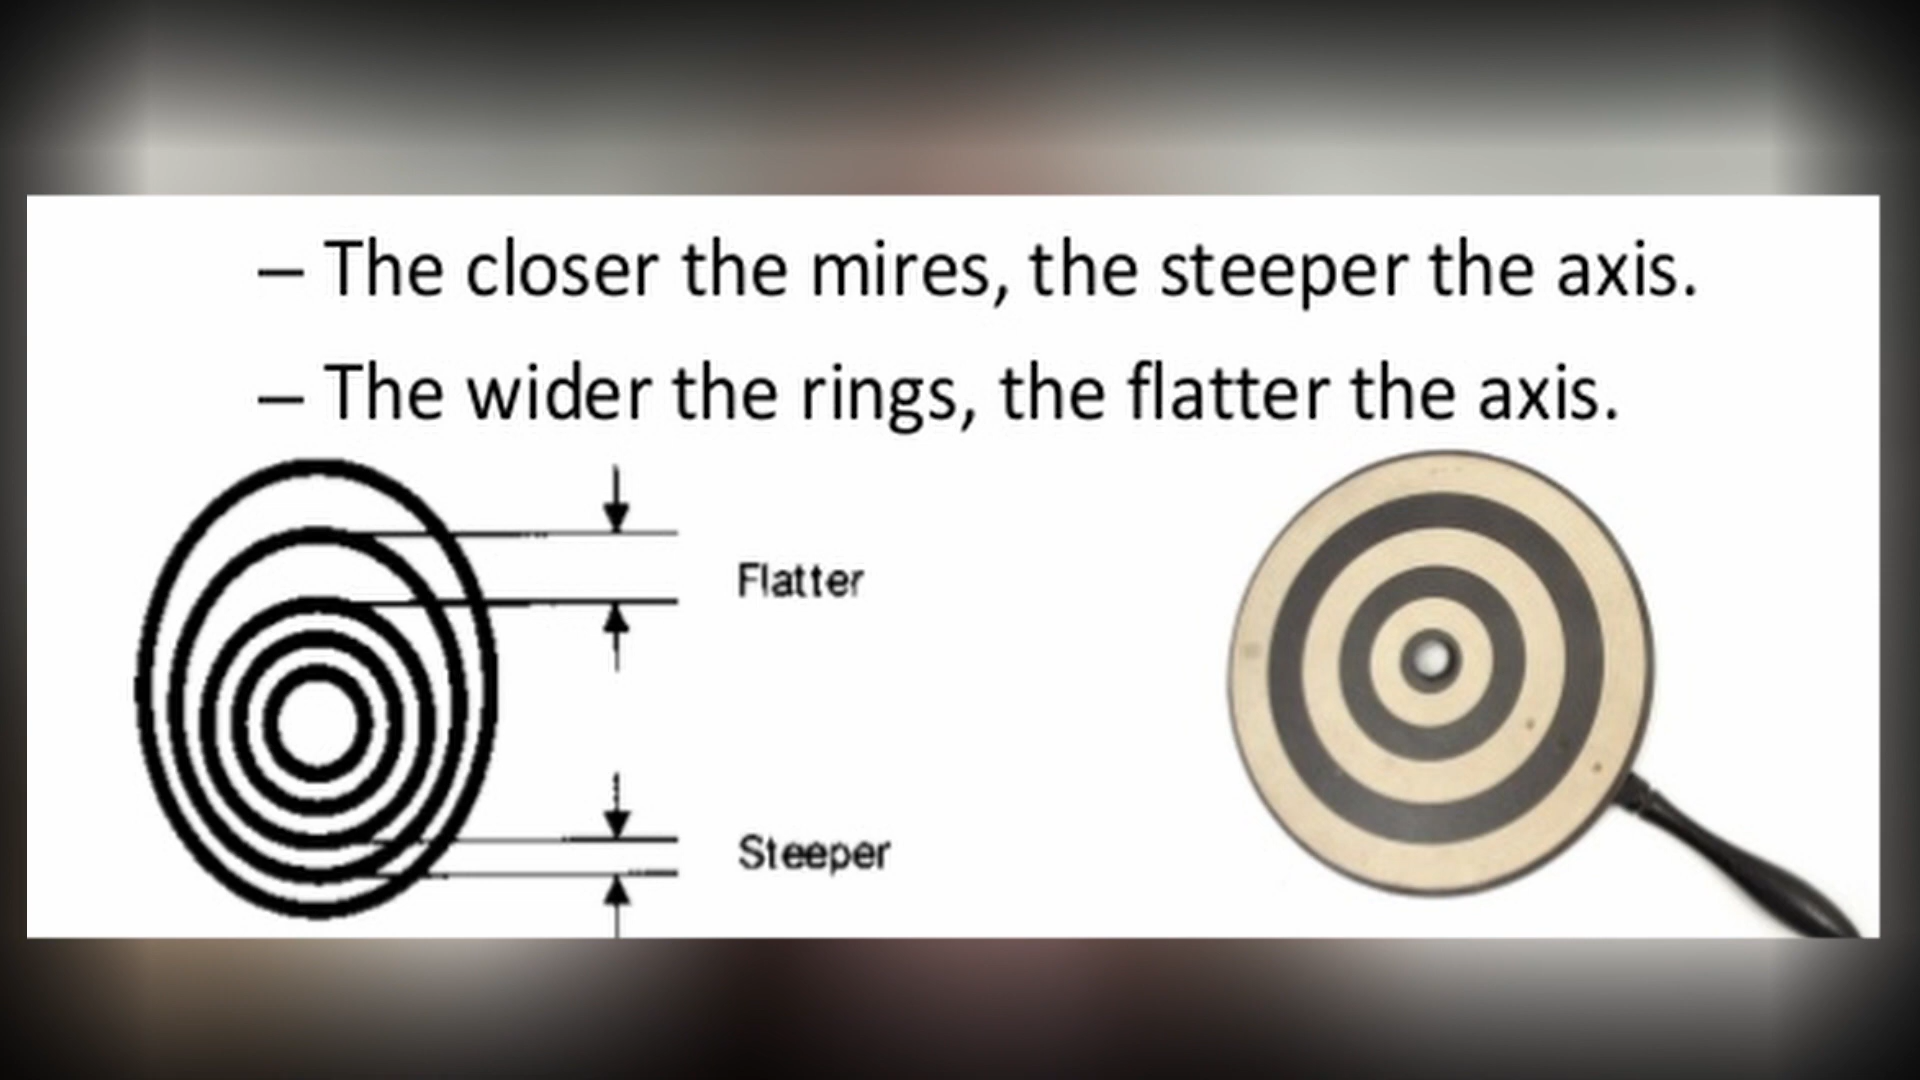 – The closer the mires, the steeper the axis.
– The wider the rings, the flatter the axis.
Flatter
Steeper